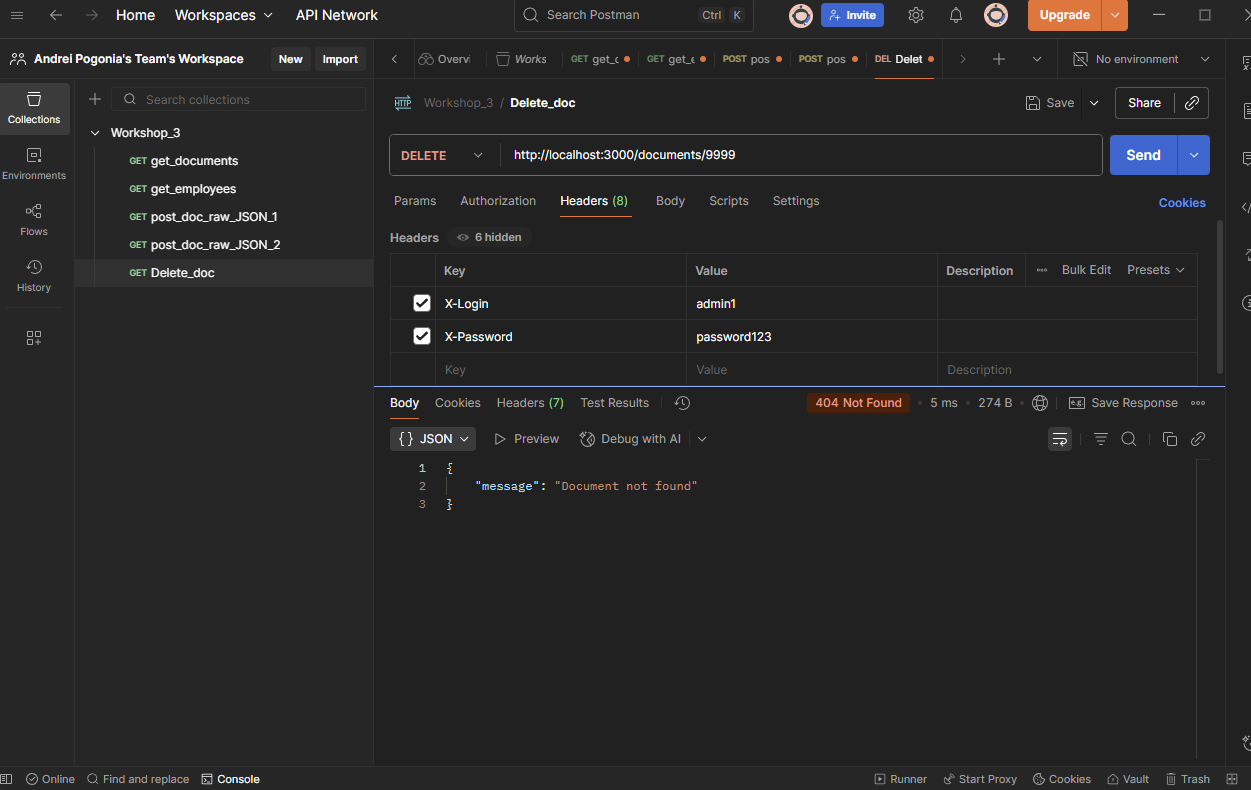 Home Workspaces API Network Search Postman Ctrl K Invite Upgrade
Andrei Pogonia's Team's Workspace New Import Overvi Works GET get_c GET get_e POST pos POST pos DEL Delet No environment
Collections
Search collections
Workshop_3
GET get_documents
GET get_employees
POST post_doc_raw_JSON_1
POST post_doc_raw_JSON_2
GET Delete_doc
Environments
Flows
History
HTTP Workshop_3 / Delete_doc Save Share
DELETE http://localhost:3000/documents/9999 Send
Params Authorization Headers (8) Body Scripts Settings Cookies
Headers 6 hidden
Key Value Description Bulk Edit Presets
X-Login admin1
X-Password password123
Key Value Description
Body Cookies Headers (7) Test Results 404 Not Found • 5 ms • 274 B • e.g. Save Response
{} JSON Preview Debug with AI
1 {
2 "message": "Document not found"
3 }
Online Find and replace Console Runner Start Proxy Cookies Vault Trash